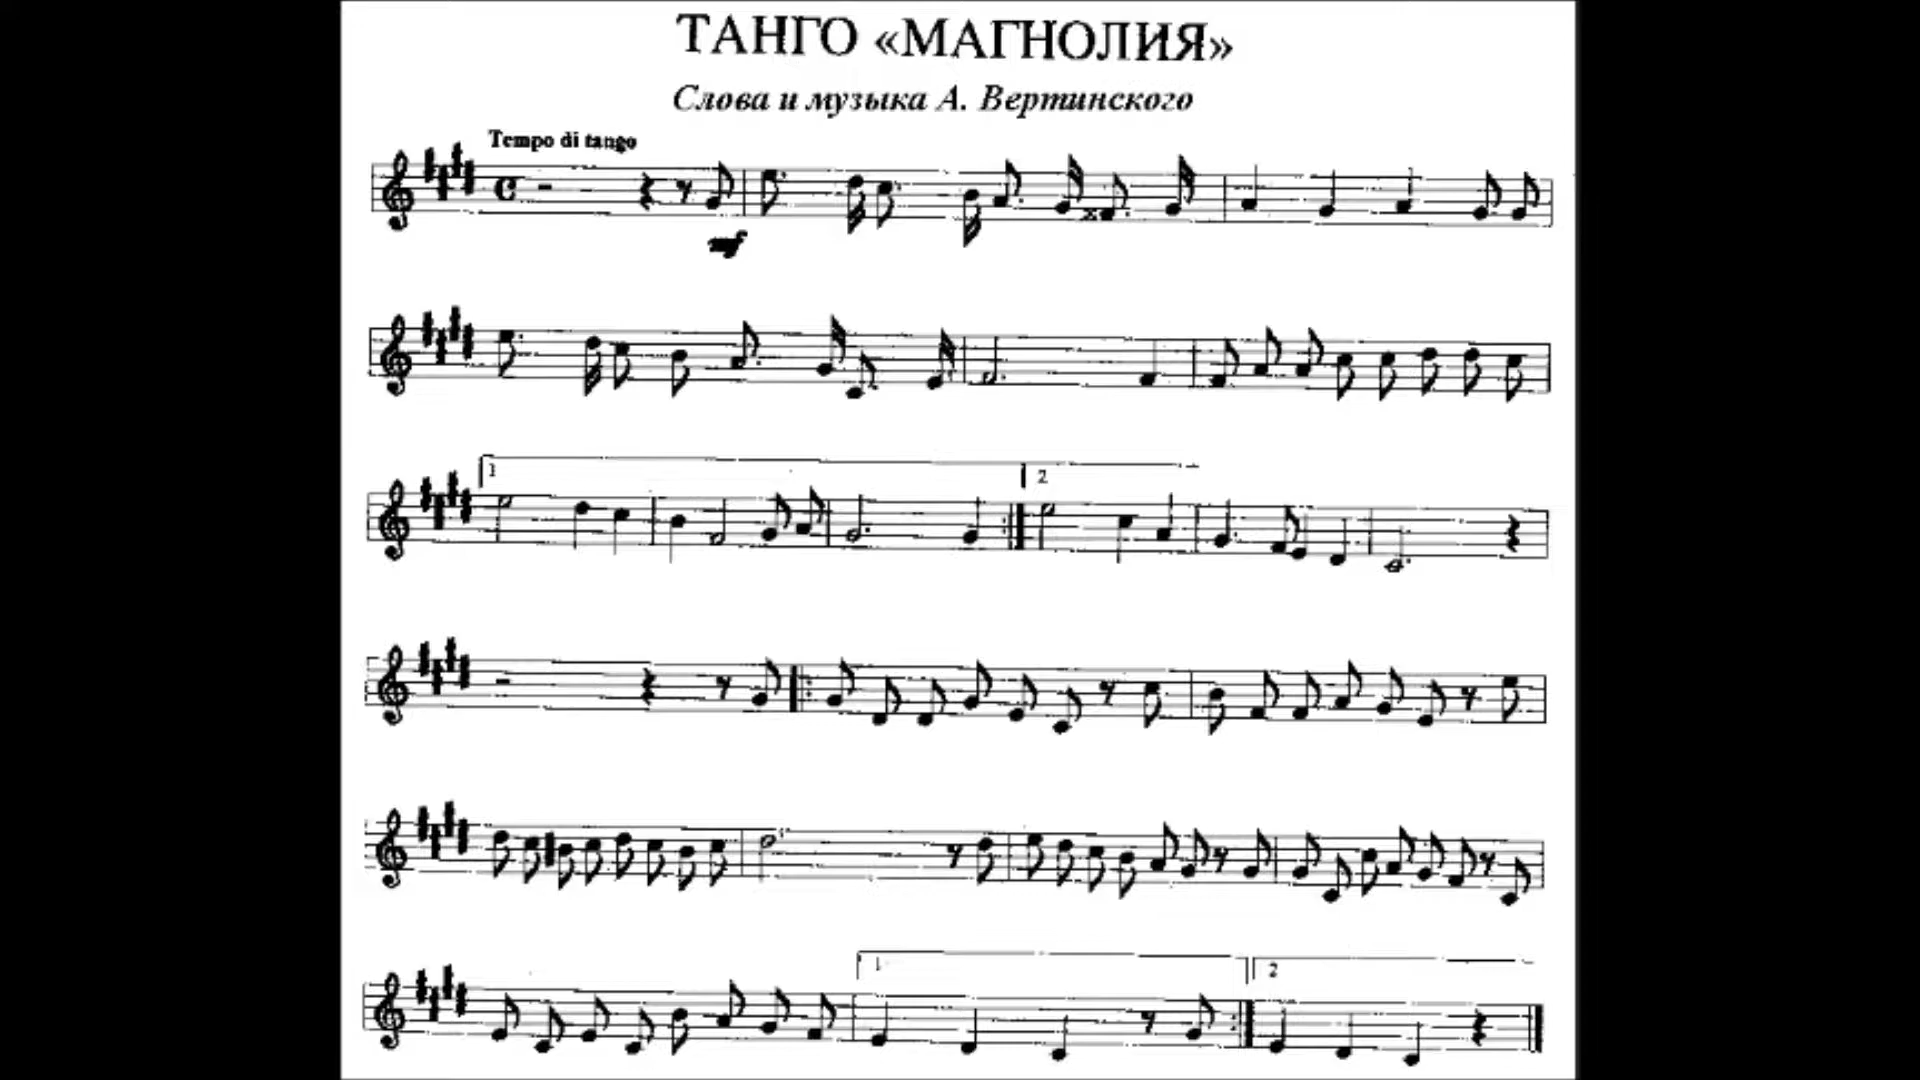 ТАНГО «МАГНОЛИЯ»
Слова и музыка А. Вертинского
Tempo di tango
mf
1
2
1
2